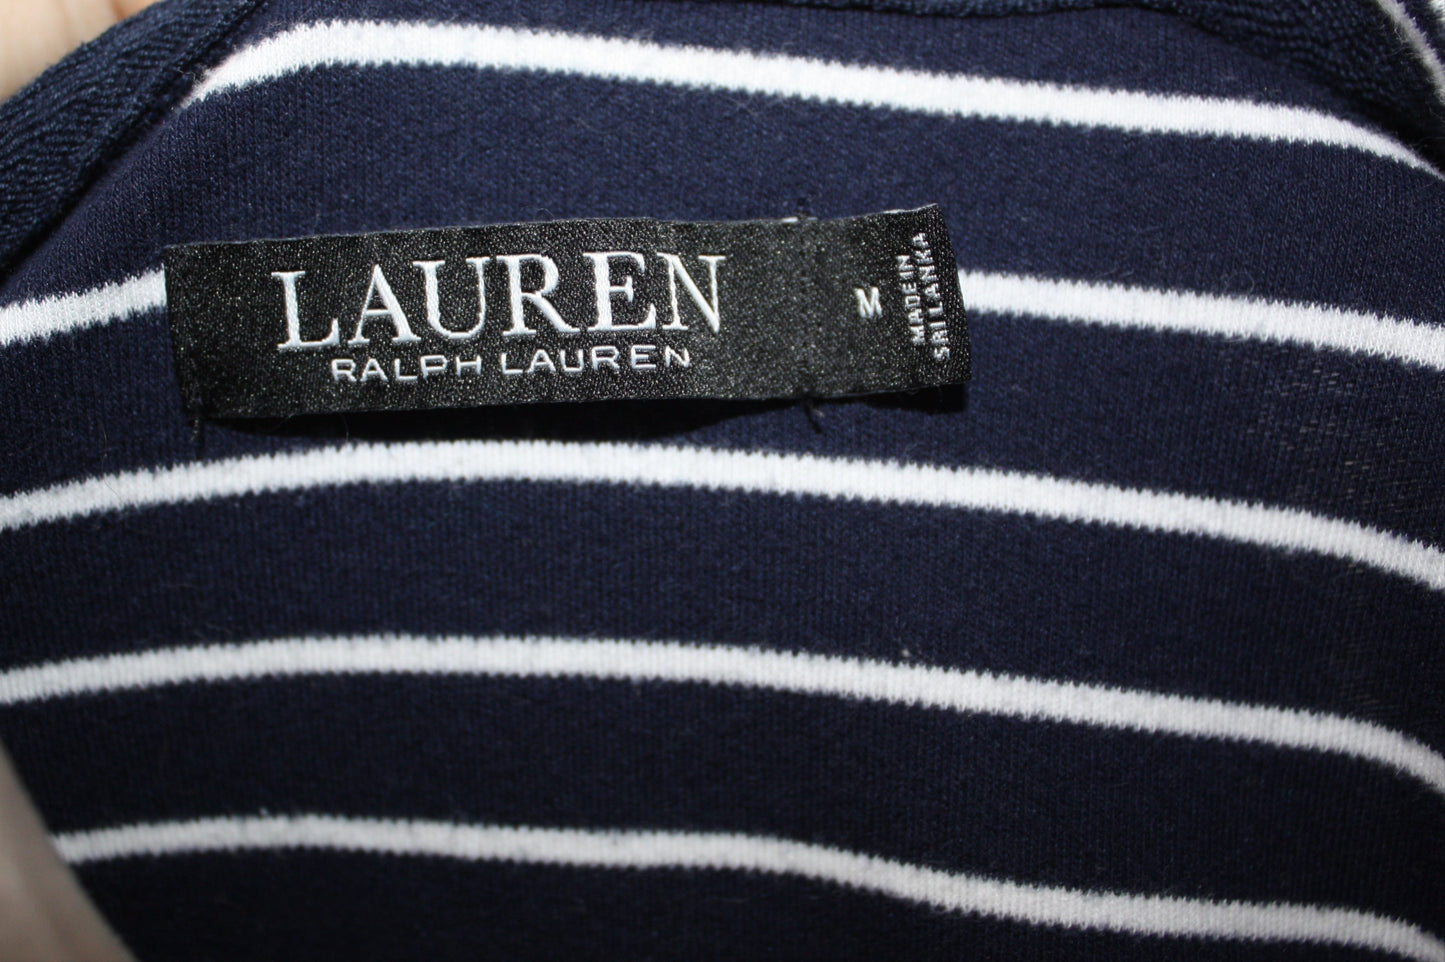 LAUREN
RALPH LAUREN
M
MADE IN
SRI LANKA